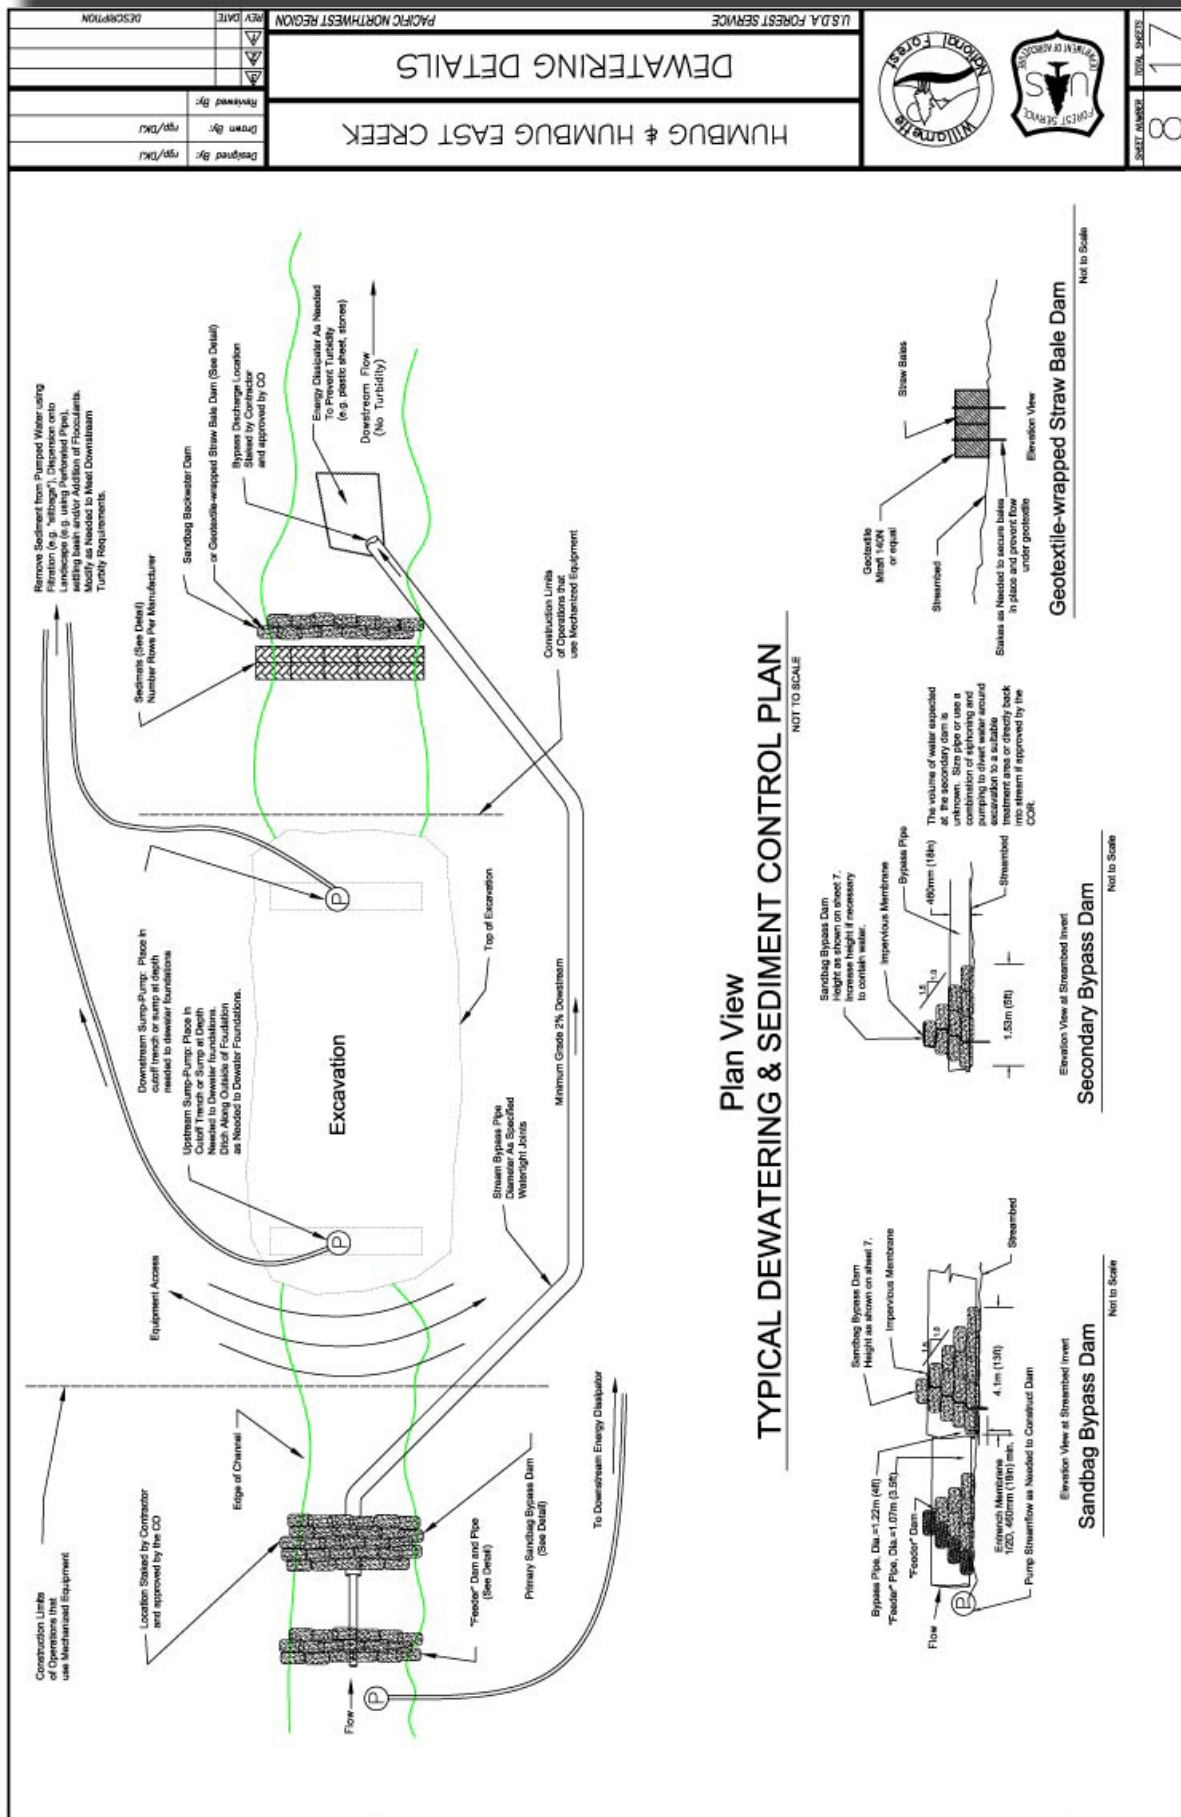 DESCRIPTION
DATE
REV
Reviewed By:
Drawn By:
rgp/DKJ
Designed By:
rgp/DKJ
PACIFIC NORTHWEST REGION
U.S.D.A. FOREST SERVICE
DEWATERING DETAILS
HUMBUG & HUMBUG EAST CREEK
Willamette
National Forest
FOREST SERVICE
U S
DEPARTMENT OF AGRICULTURE
SHEET NUMBER
8
TOTAL SHEETS
17
Construction Limits
of Operations that
use Mechanized Equipment
Location Staked by Contractor
and approved by the CO
Edge of Channel
Equipment Access
Upstream Sump-Pump: Place In
Cutoff Trench or Sump at Depth
Needed to Dewater foundations.
Ditch Along Outside of Foudation
as Needed to Dewater Foundations.
Downstream Sump-Pump: Place In
cutoff trench or sump at depth
needed to dewater foundations
Sedimats (See Detail)
Number Rows Per Manufacturer
Remove Sediment from Pumped Water using
Filtration (e.g. "siltbags"), Dispersion onto
Landscape (e.g. using Perforated Pipe),
settling basin and/or Addition of Flocculants.
Modify as Needed to Meet Downstream
Turbity Requirements.
Sandbag Backwater Dam
or Geotextile-wrapped Straw Bale Dam (See Detail)
Bypass Discharge Location
Staked by Contractor
and approved by CO
Energy Dissipater As Needed
To Prevent Turbidity
(e.g. plastic sheet, stones)
Dowstream Flow
(No Turbidity)
Flow
P
P
P
Excavation
Top of Excavation
Construction Limits
of Operations that
use Mechanized Equipment
"Feeder" Dam and Pipe
(See Detail)
Primary Sandbag Bypass Dam
(See Detail)
Stream Bypass Pipe
Diameter As Specified
Watertight Joints
Minimum Grade 2% Downstream
To Downstream Energy Dissipator
Plan View
TYPICAL DEWATERING & SEDIMENT CONTROL PLAN
NOT TO SCALE
Bypass Pipe, Dia.=1.22m (4ft)
"Feeder" Pipe, Dia.=1.07m (3.5ft)
"Feeder" Dam
Flow
P
Sandbag Bypass Dam
Height as shown on sheet 7.
Impervious Membrane
1.5
1.0
Streambed
4.1m (13ft)
Entrench Membrane
1/2D, 460mm (18in) min.
Pump Streamflow as Needed to Construct Dam
Elevation View at Streambed Invert
Sandbag Bypass Dam
Not to Scale
Sandbag Bypass Dam
Height as shown on sheet 7.
Increase height if necessary
to contain water.
Impervious Membrane
Bypass Pipe
1.5
1.0
460mm (18in)
The volume of water expected
at the secondary dam is
unknown. Size pipe or use a
combination of siphoning and
pumping to divert water around
excavation to a suitable
treatment area or directly back
into stream if approved by the
COR.
Streambed
1.53m (5ft)
Elevation View at Streambed Invert
Secondary Bypass Dam
Not to Scale
Geotextile
Mirafi 140N
or equal
Straw Bales
Streambed
Stakes as Needed to secure bales
in place and prevent flow
under geotextile
Elevation View
Geotextile-wrapped Straw Bale Dam
Not to Scale